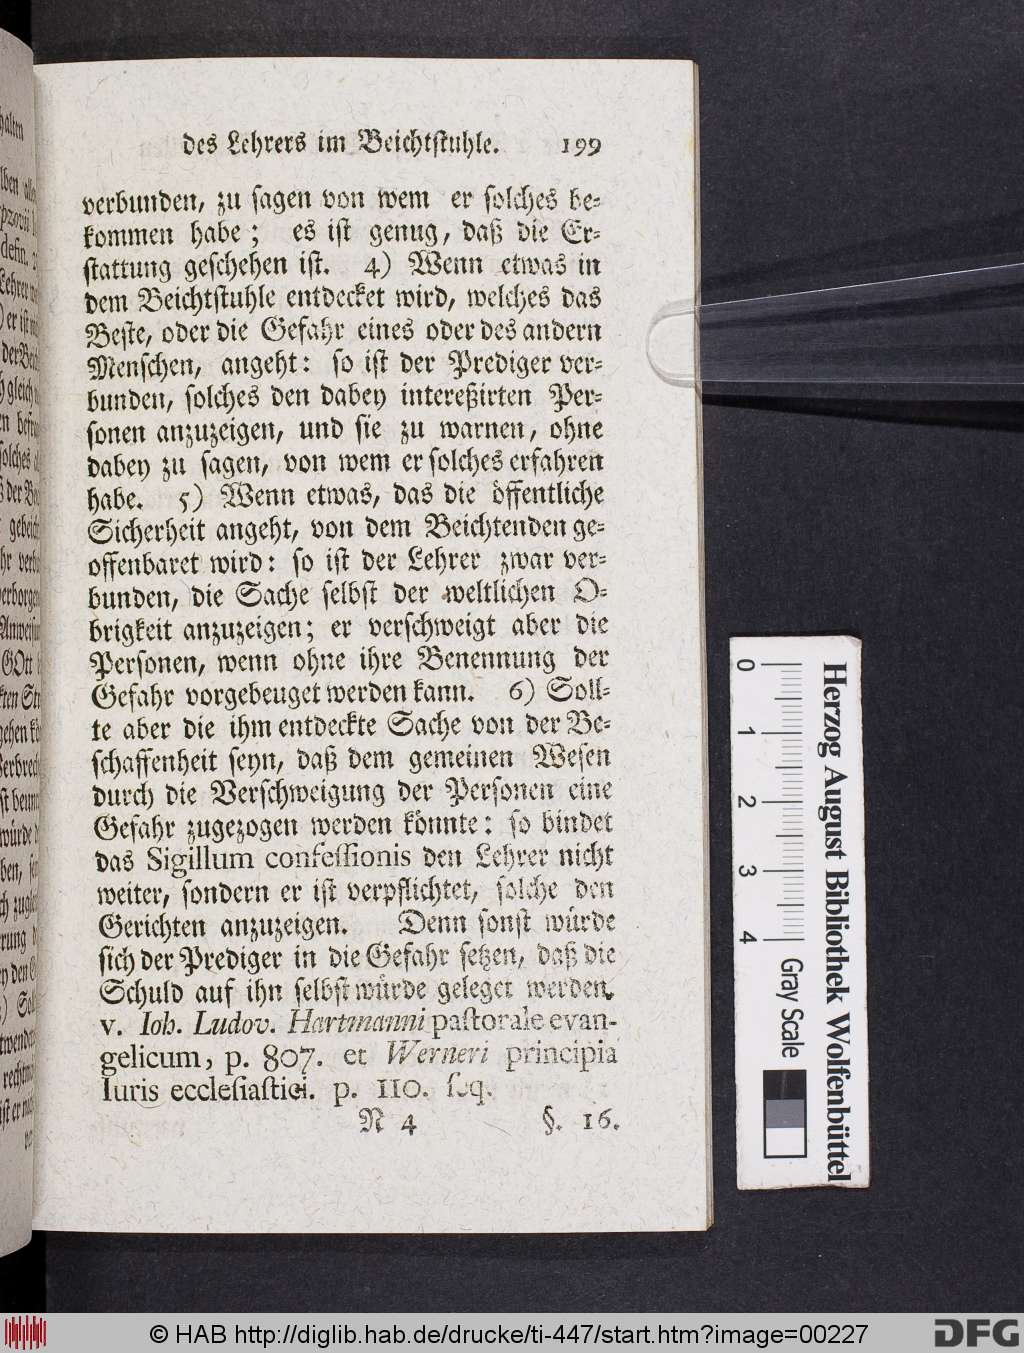 des Lehrers im Beichtstuhle. 199
verbunden, zu sagen von wem er solches be-
kommen habe; es ist genug, daß die Er-
stattung geschehen ist. 4) Wenn etwas in
dem Beichtstuhle entdecket wird, welches das
Beste, oder die Gefahr eines oder des andern
Menschen, angeht: so ist der Prediger ver-
bunden, solches den dabey intereßirten Per-
sonen anzuzeigen, und sie zu warnen, ohne
dabey zu sagen, von wem er solches erfahren
habe. 5) Wenn etwas, das die öffentliche
Sicherheit angeht, von dem Beichtenden ge-
offenbaret wird: so ist der Lehrer zwar ver-
bunden, die Sache selbst der weltlichen O-
brigkeit anzuzeigen; er verschweigt aber die
Personen, wenn ohne ihre Benennung der
Gefahr vorgebeuget werden kann. 6) Soll-
te aber die ihm entdeckte Sache von der Be-
schaffenheit seyn, daß dem gemeinen Wesen
durch die Verschweigung der Personen eine
Gefahr zugezogen werden könnte: so bindet
das Sigillum confessionis den Lehrer nicht
weiter, sondern er ist verpflichtet, solche den
Gerichten anzuzeigen. Denn sonst würde
sich der Prediger in die Gefahr setzen, daß die
Schuld auf ihn selbst würde geleget werden.
v. Ioh. Ludov. Hartmanni pastorale evan-
gelicum, p. 807. et Werneri principia
Iuris ecclesiastici. p. 110. seq.
N 4 §. 16.
0 1 2 3 4
Herzog August Bibliothek Wolfenbüttel
Gray Scale
© HAB http://diglib.hab.de/drucke/ti-447/start.htm?image=00227
DFG